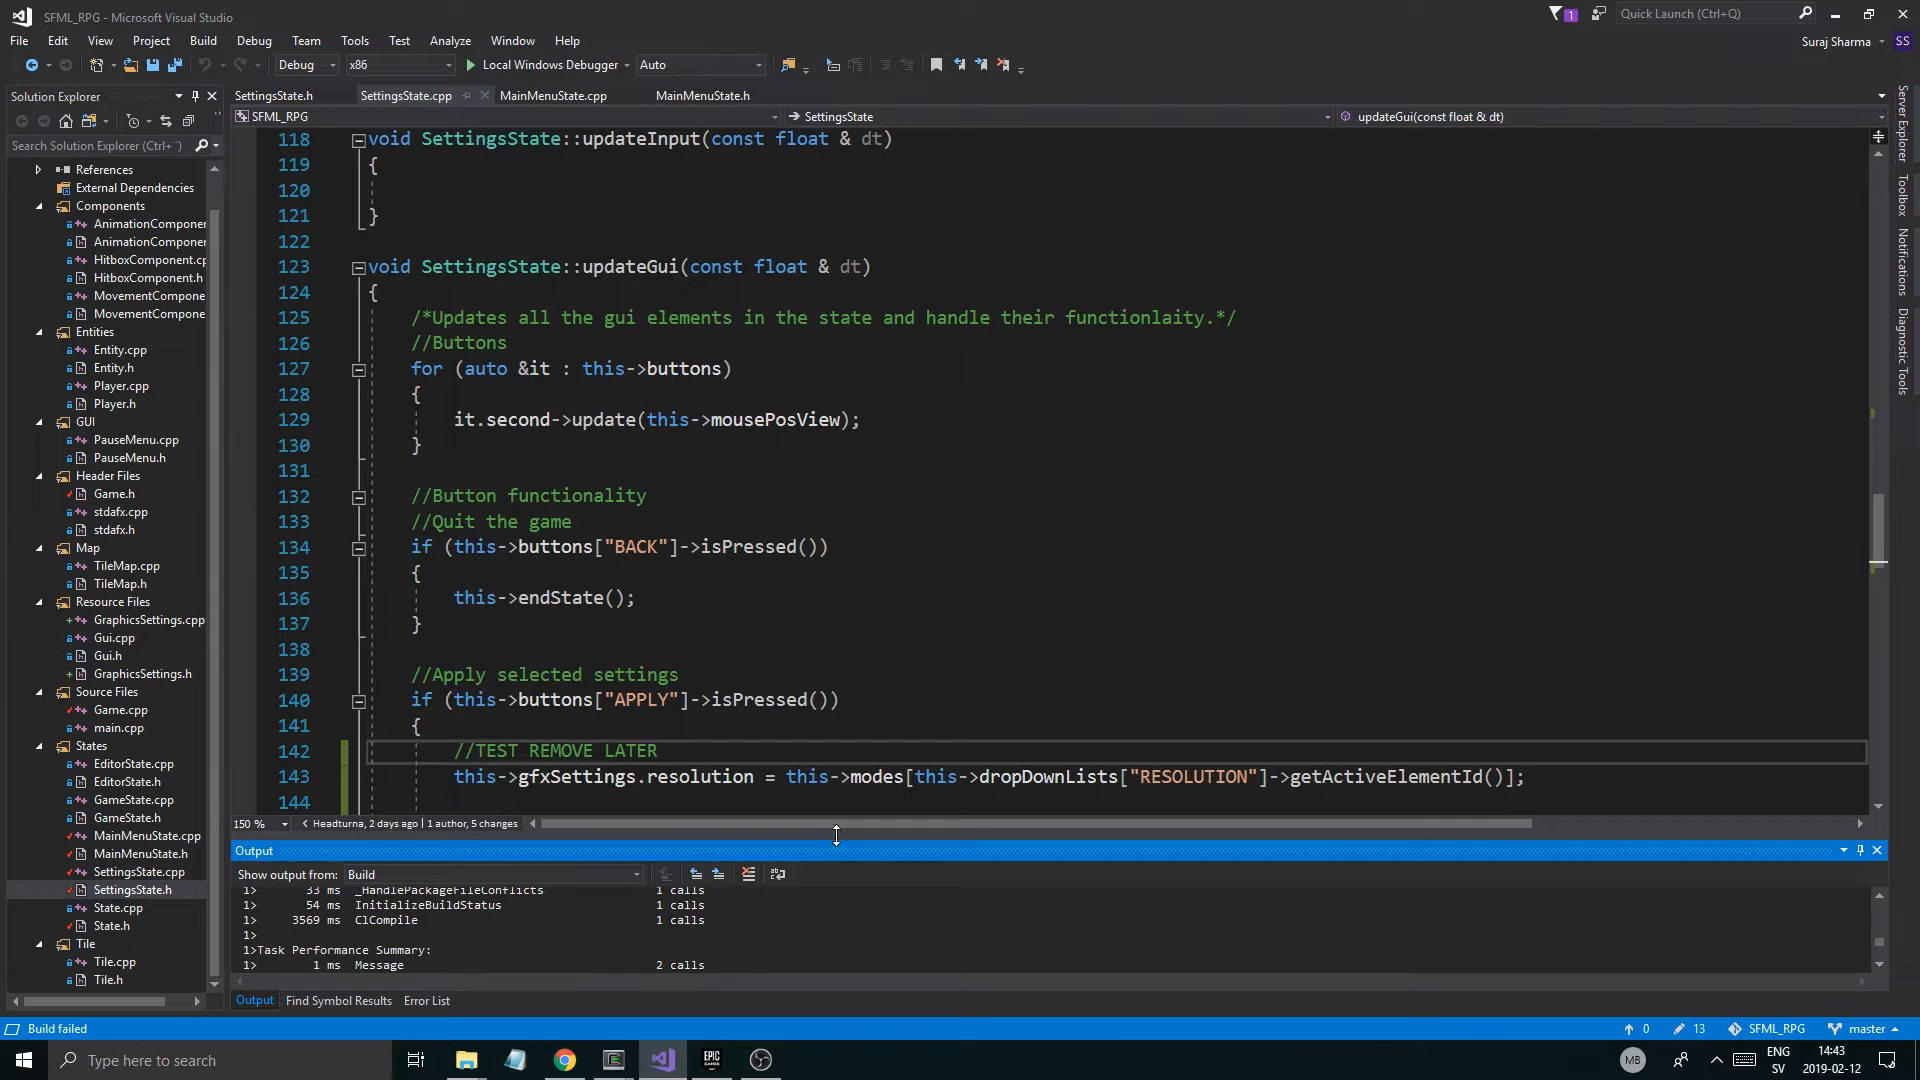 SFML_RPG - Microsoft Visual Studio
1
Quick Launch (Ctrl+Q)
File Edit View Project Build Debug Team Tools Test Analyze Window Help
Suraj Sharma SS
Debug x86 Local Windows Debugger Auto
Solution Explorer
SettingsState.h SettingsState.cpp MainMenuState.cpp MainMenuState.h
SFML_RPG SettingsState updateGui(const float & dt)
Search Solution Explorer (Ctrl+¨)
References
External Dependencies
Components
AnimationComponen
AnimationComponen
HitboxComponent.cp
HitboxComponent.h
MovementCompone
MovementCompone
Entities
Entity.cpp
Entity.h
Player.cpp
Player.h
GUI
PauseMenu.cpp
PauseMenu.h
Header Files
Game.h
stdafx.cpp
stdafx.h
Map
TileMap.cpp
TileMap.h
Resource Files
GraphicsSettings.cpp
Gui.cpp
Gui.h
GraphicsSettings.h
Source Files
Game.cpp
main.cpp
States
EditorState.cpp
EditorState.h
GameState.cpp
GameState.h
MainMenuState.cpp
MainMenuState.h
SettingsState.cpp
SettingsState.h
State.cpp
State.h
Tile
Tile.cpp
Tile.h
118 void SettingsState::updateInput(const float & dt)
119 {
120
121 }
122
123 void SettingsState::updateGui(const float & dt)
124 {
125 /*Updates all the gui elements in the state and handle their functionlaity.*/
126 //Buttons
127 for (auto &it : this->buttons)
128 {
129 it.second->update(this->mousePosView);
130 }
131
132 //Button functionality
133 //Quit the game
134 if (this->buttons["BACK"]->isPressed())
135 {
136 this->endState();
137 }
138
139 //Apply selected settings
140 if (this->buttons["APPLY"]->isPressed())
141 {
142 //TEST REMOVE LATER
143 this->gfxSettings.resolution = this->modes[this->dropDownLists["RESOLUTION"]->getActiveElementId()];
144
150 % Headturna, 2 days ago | 1 author, 5 changes
Output
Show output from: Build
1> 33 ms _HandlePackageFileConflicts 1 calls
1> 54 ms InitializeBuildStatus 1 calls
1> 3569 ms ClCompile 1 calls
1>
1>Task Performance Summary:
1> 1 ms Message 2 calls
Output Find Symbol Results Error List
Server Explorer
Toolbox
Notifications
Diagnostic Tools
Build failed 0 13 SFML_RPG master
Type here to search
EPIC GAMES
MB
ENG
SV
14:43
2019-02-12